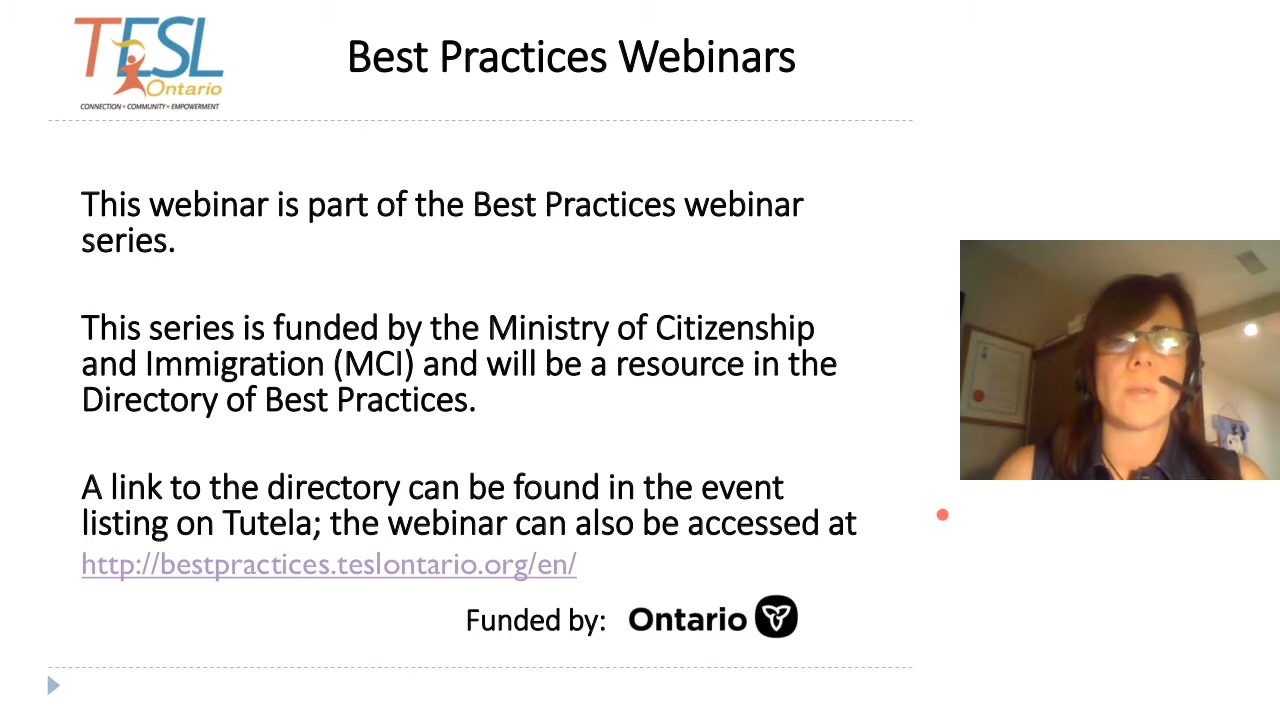 TESL
Ontario
CONNECTION • COMMUNITY • EMPOWERMENT
Best Practices Webinars
This webinar is part of the Best Practices webinar
series.
This series is funded by the Ministry of Citizenship
and Immigration (MCI) and will be a resource in the
Directory of Best Practices.
A link to the directory can be found in the event
listing on Tutela; the webinar can also be accessed at
http://bestpractices.teslontario.org/en/
Funded by: Ontario